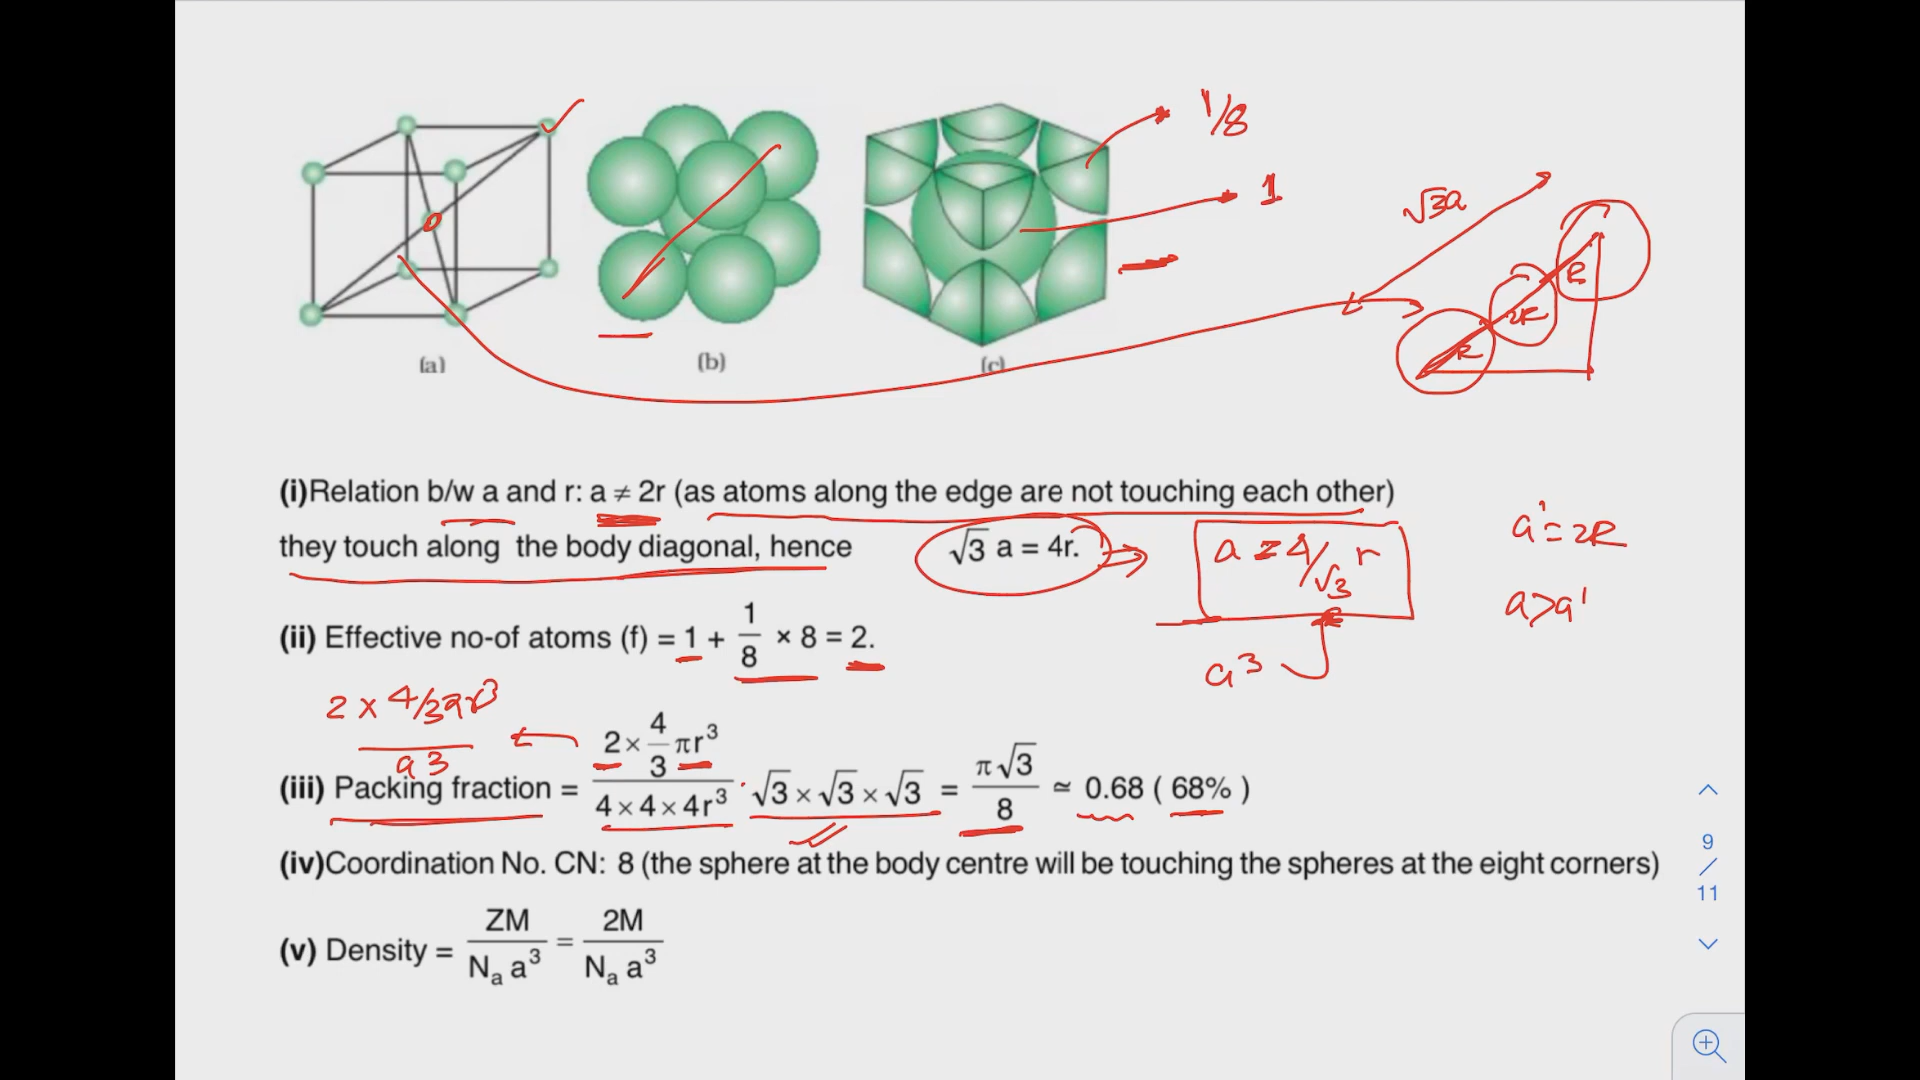 1/8
1
√3a
R
2R
R
(a)
(b)
(c)
(i)Relation b/w a and r: a ≠ 2r (as atoms along the edge are not touching each other)
a' = 2R
they touch along the body diagonal, hence √3 a = 4r.
a = 4/√3 r
a > a'
(ii) Effective no-of atoms (f) = 1 + 1/8 × 8 = 2.
a³
2 × 4/3πr³ / a³
(iii) Packing fraction = (2 × 4/3 πr³) / (4 × 4 × 4r³) · √3 × √3 × √3 = π√3 / 8 ≃ 0.68 ( 68% )
(iv)Coordination No. CN: 8 (the sphere at the body centre will be touching the spheres at the eight corners)
(v) Density = ZM / Nₐ a³ = 2M / Nₐ a³
9
/
11